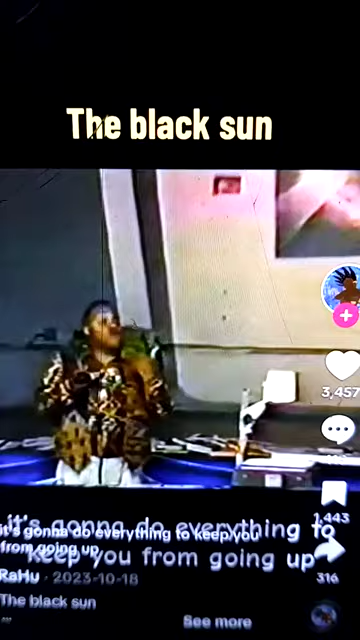 The black sun
3,457
it's gonna do everything to
keep you from going up
it's gonna do everything to keep you
from going up
1,443
316
RaHu · 2023-10-18
The black sun
See more